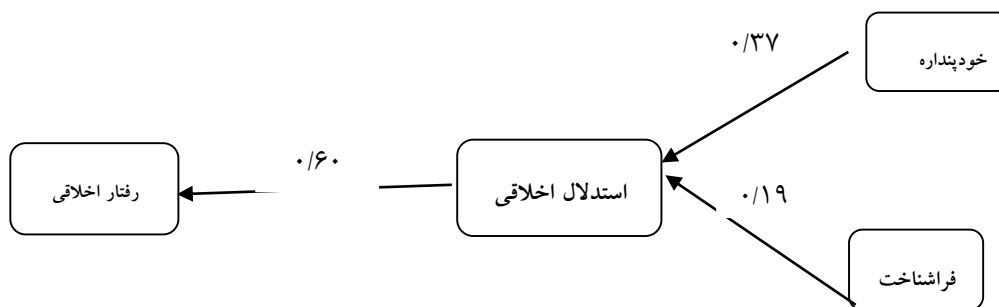 ۰/۳۷
خودپنداره
۰/۶۰
استدلال اخلاقی
رفتار اخلاقی
۰/۱۹
فراشناخت